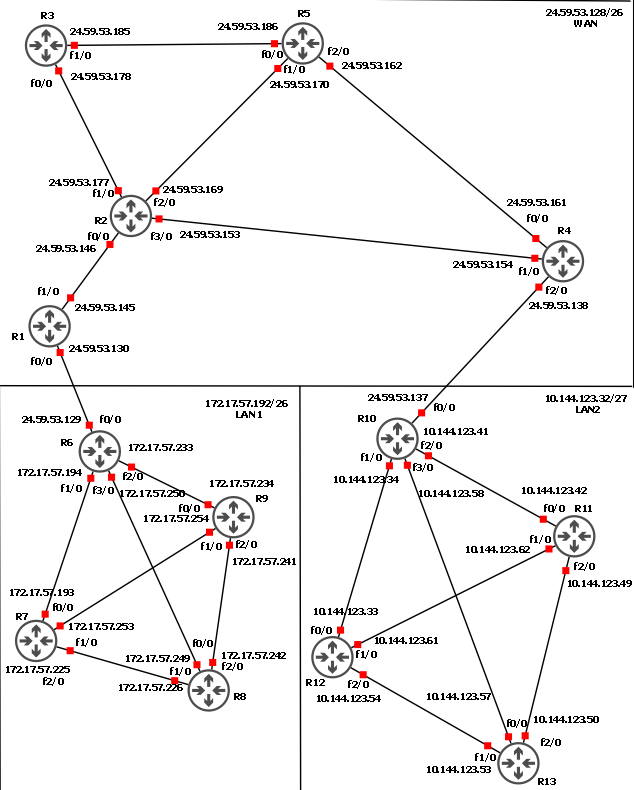 24.59.53.128/26
WAN
R3
24.59.53.185
f1/0
24.59.53.178
f0/0
24.59.53.186
R5
f0/0
f2/0
f1/0
24.59.53.162
24.59.53.170
24.59.53.177
f1/0
24.59.53.169
f2/0
R2
f0/0
24.59.53.146
f3/0
24.59.53.153
24.59.53.161
f0/0
R4
24.59.53.154
f1/0
f2/0
24.59.53.138
f1/0
24.59.53.145
R1
24.59.53.130
f0/0
172.17.57.192/26
LAN1
24.59.53.129
f0/0
R6
172.17.57.233
172.17.57.194
f2/0
f1/0
f3/0
172.17.57.250
172.17.57.234
R9
f0/0
172.17.57.254
f1/0
f2/0
172.17.57.241
172.17.57.193
f0/0
R7
172.17.57.253
f1/0
172.17.57.225
f2/0
f0/0
172.17.57.249
172.17.57.242
f1/0
f2/0
172.17.57.226
R8
10.144.123.32/27
LAN2
24.59.53.137
f0/0
R10
10.144.123.41
f2/0
f1/0
f3/0
10.144.123.34
10.144.123.58
10.144.123.42
f0/0
R11
f1/0
10.144.123.62
f2/0
10.144.123.49
10.144.123.33
f0/0
10.144.123.61
f1/0
R12
f2/0
10.144.123.54
10.144.123.57
10.144.123.50
f0/0
f2/0
f1/0
10.144.123.53
R13